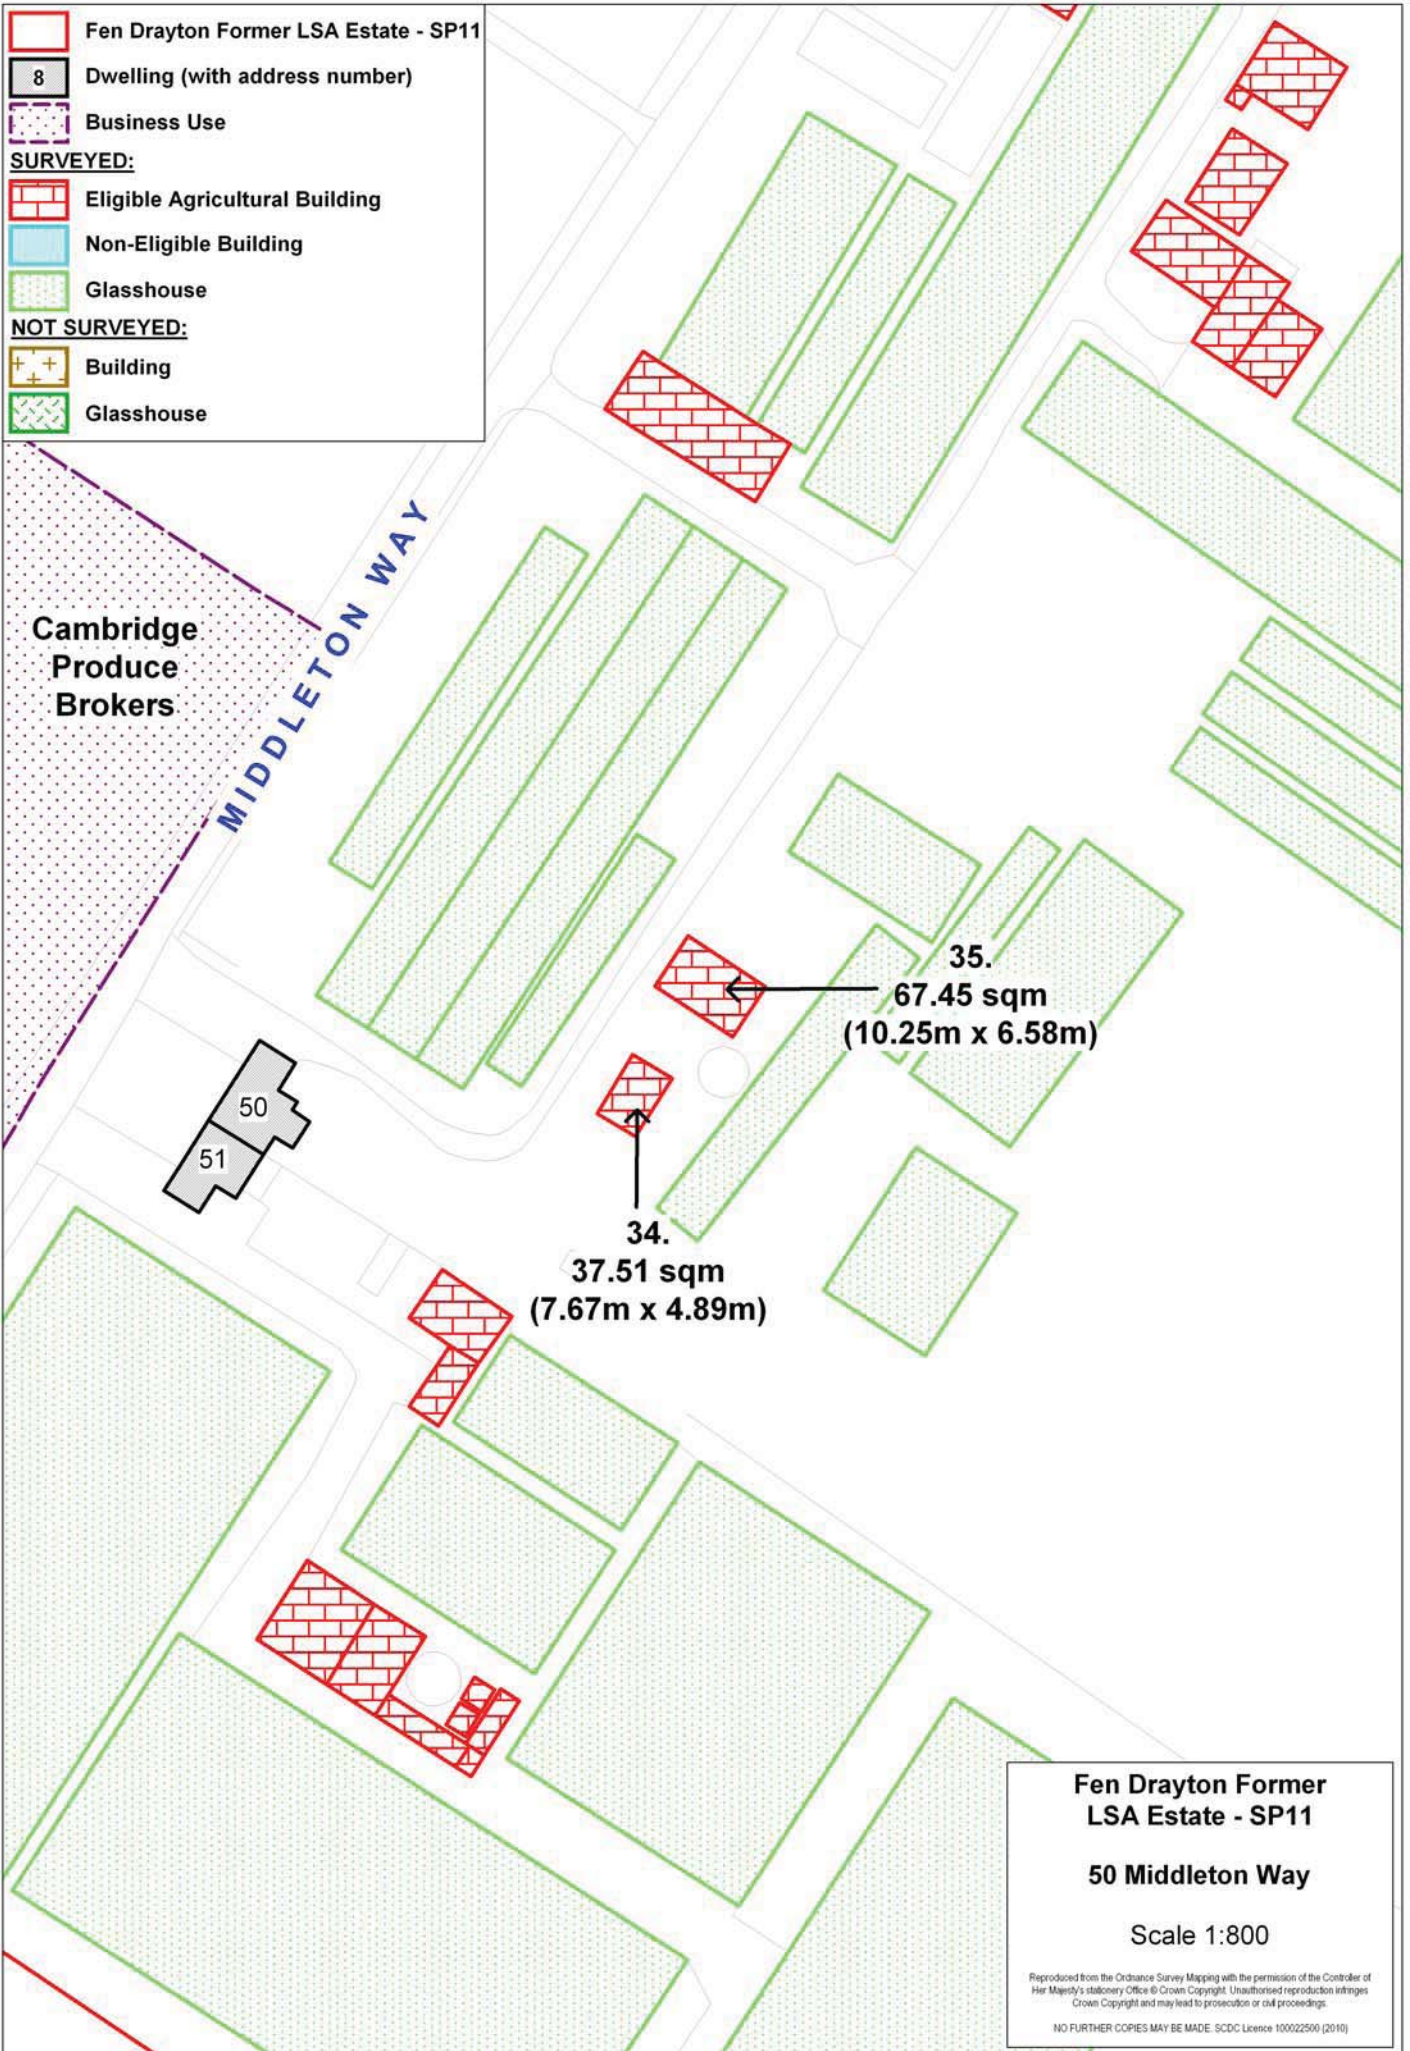 Fen Drayton Former LSA Estate - SP11
8 Dwelling (with address number)
Business Use
SURVEYED:
Eligible Agricultural Building
Non-Eligible Building
Glasshouse
NOT SURVEYED:
Building
Glasshouse
MIDDLETON WAY
Cambridge
Produce
Brokers
35.
67.45 sqm
(10.25m x 6.58m)
50
51
34.
37.51 sqm
(7.67m x 4.89m)
Fen Drayton Former
LSA Estate - SP11
50 Middleton Way
Scale 1:800
Reproduced from the Ordnance Survey Mapping with the permission of the Controller of
Her Majesty's stationery Office © Crown Copyright. Unauthorised reproduction infringes
Crown Copyright and may lead to prosecution or civil proceedings.
NO FURTHER COPIES MAY BE MADE. SCDC Licence 100022500 (2010)